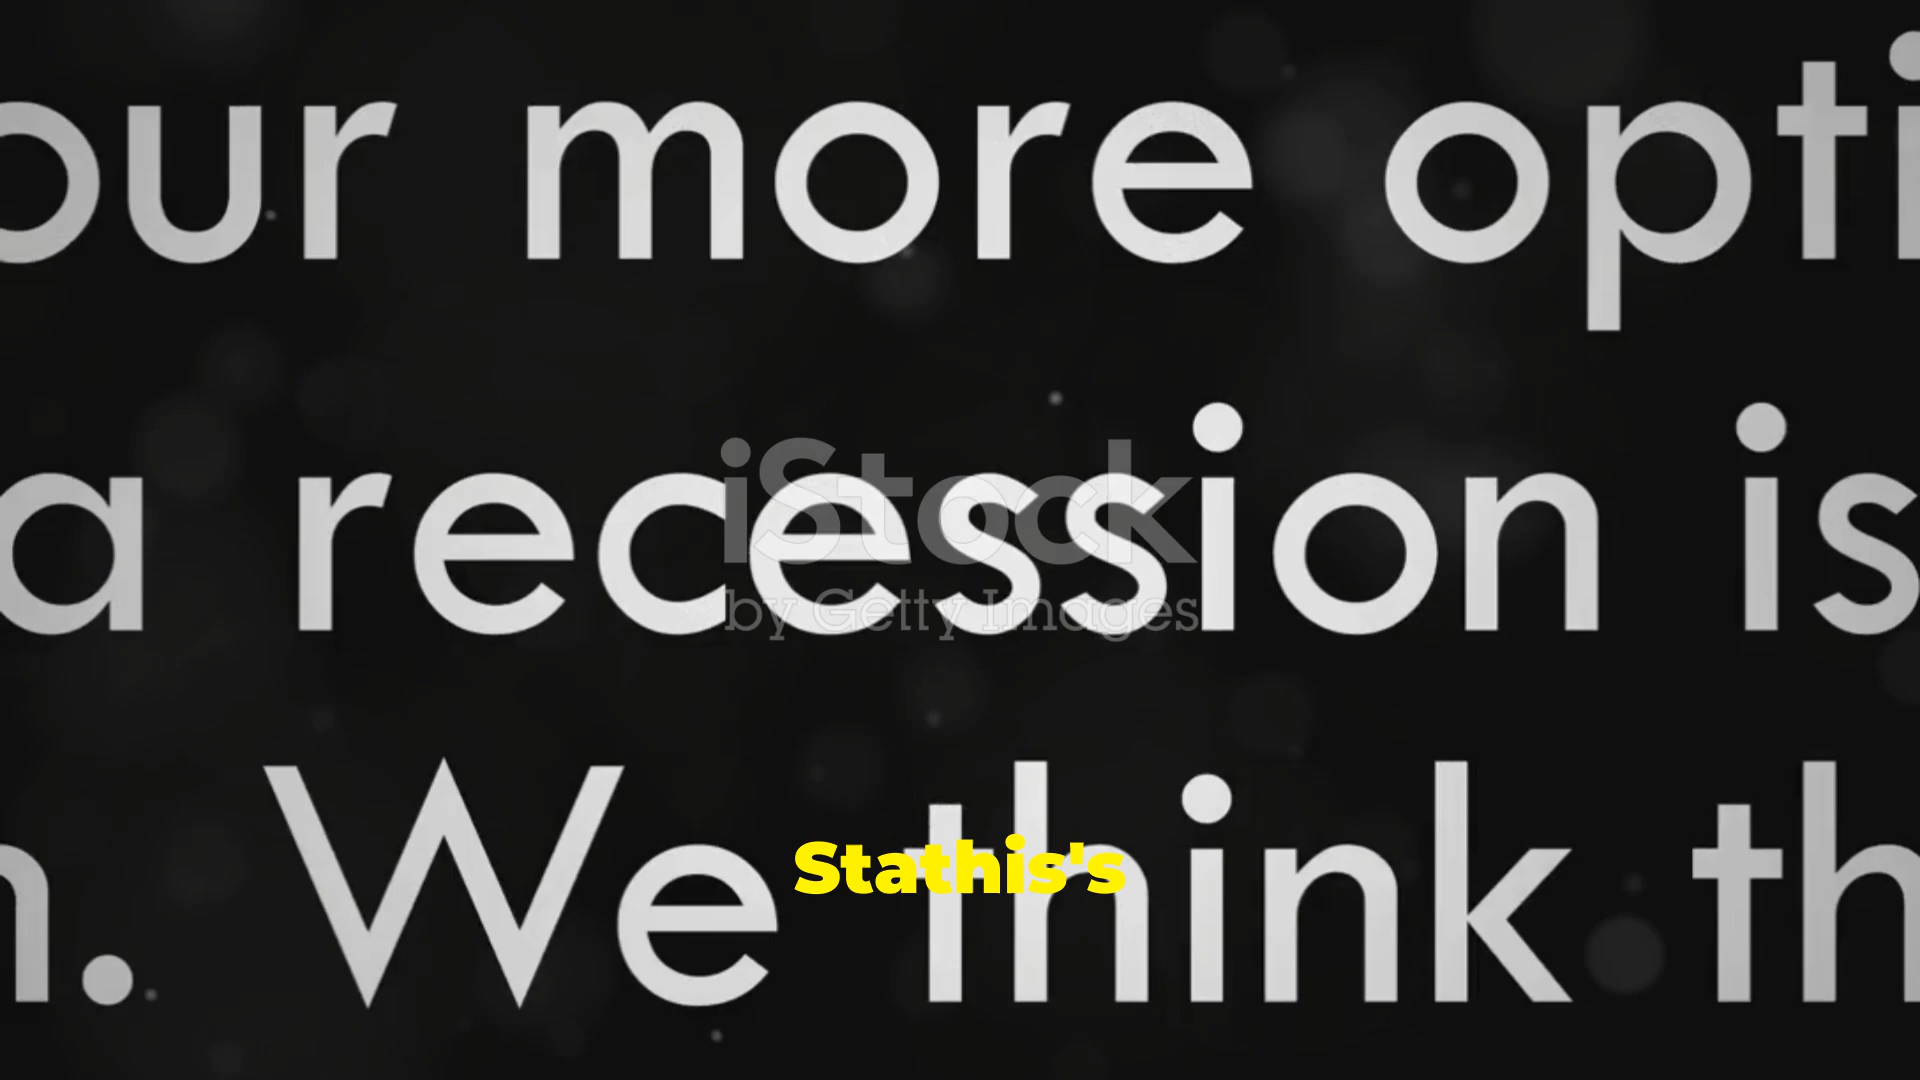 our more opti
a recession is
iStock
by Getty Images
n. We think th
Stathis's